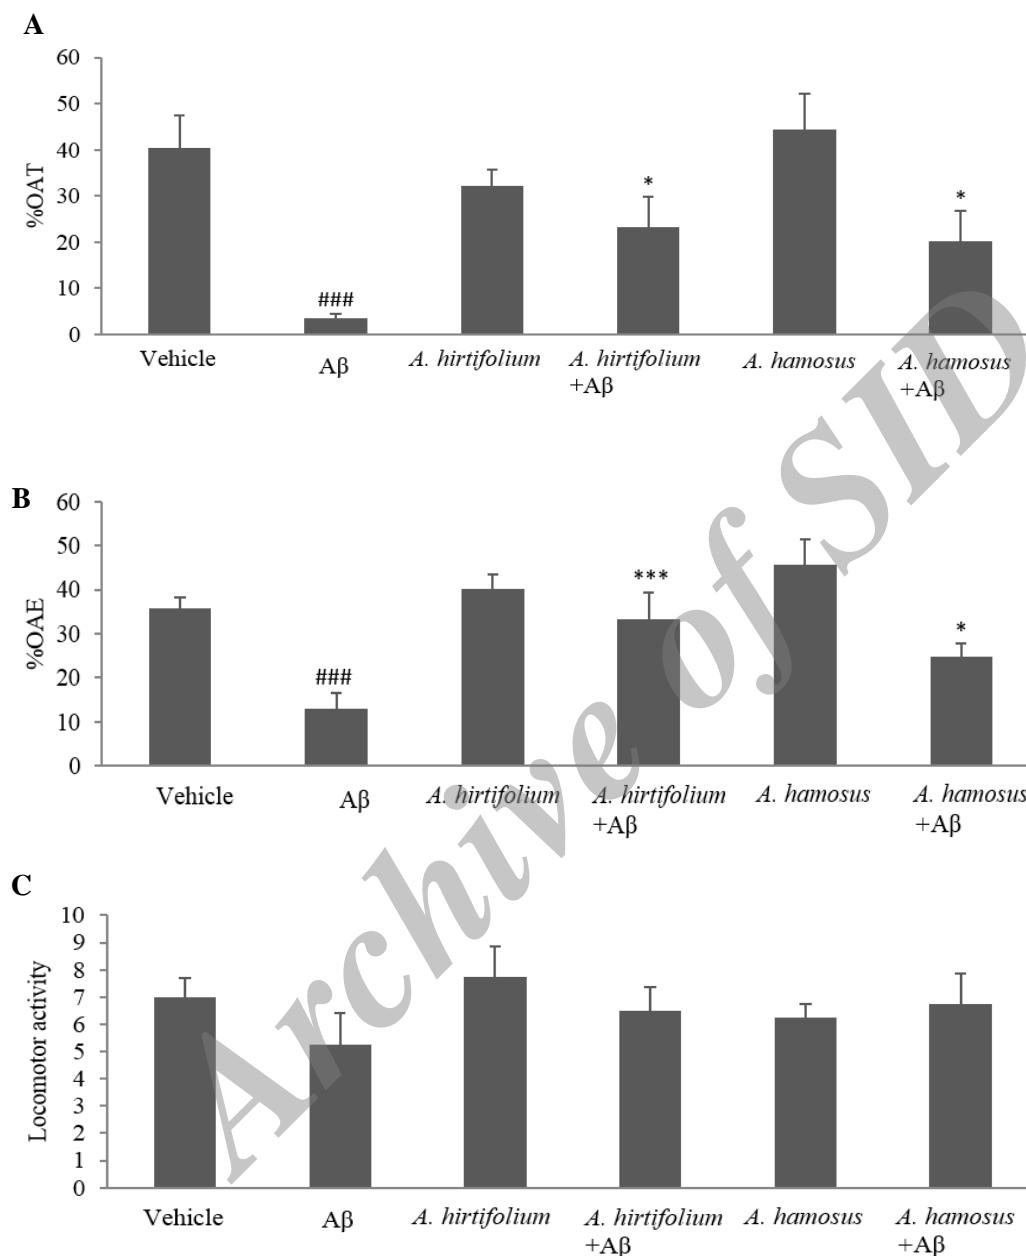 A
60
50
40
30
20
10
0
%OAT
###
*
*
Vehicle
Aβ
A. hirtifolium
A. hirtifolium
+Aβ
A. hamosus
A. hamosus
+Aβ
B
60
50
40
30
20
10
0
%OAE
###
***
*
Vehicle
Aβ
A. hirtifolium
A. hirtifolium
+Aβ
A. hamosus
A. hamosus
+Aβ
C
10
9
8
7
6
5
4
3
2
1
0
Locomotor activity
Vehicle
Aβ
A. hirtifolium
A. hirtifolium
+Aβ
A. hamosus
A. hamosus
+Aβ
Archive of SID